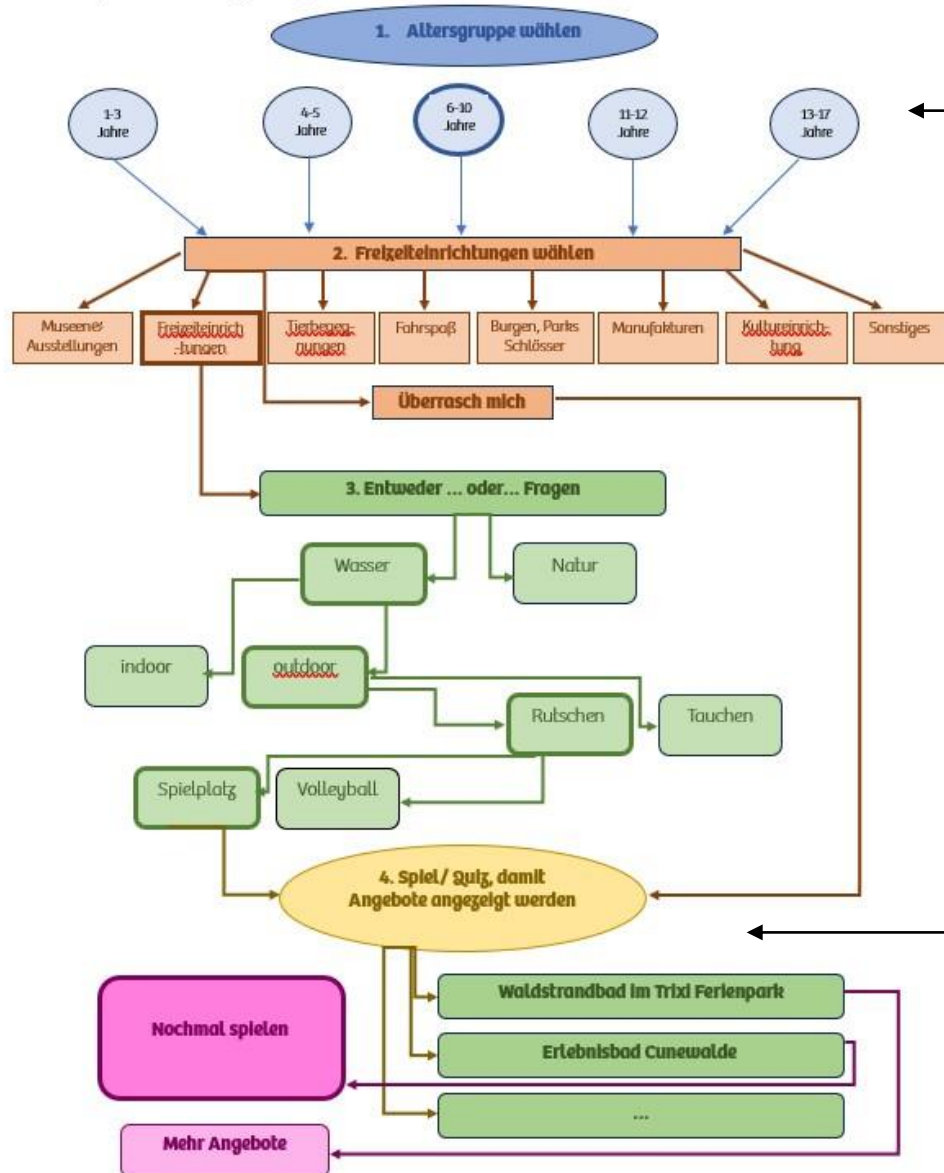 1. Altersgruppe wählen
1-3
Jahre
4-5
Jahre
6-10
Jahre
11-12
Jahre
13-17
Jahre
2. Freizeiteinrichtungen wählen
Museene
Ausstellungen
Freizeiteinrich
-tungen
Tierbegeg-
nungen
Fahrspaß
Burgen, Parks
Schlösser
Manufakturen
Kultureinrich-
tung
Sonstiges
Überrasch mich
3. Entweder ... oder... Fragen
Wasser
Natur
indoor
outdoor
Rutschen
Tauchen
Spielplatz
Volleyball
4. Spiel/ Quiz, damit
Angebote angezeigt werden
Waldstrandbad im Trixi Ferienpark
Nochmal spielen
Erlebnisbad Cunewalde
...
Mehr Angebote